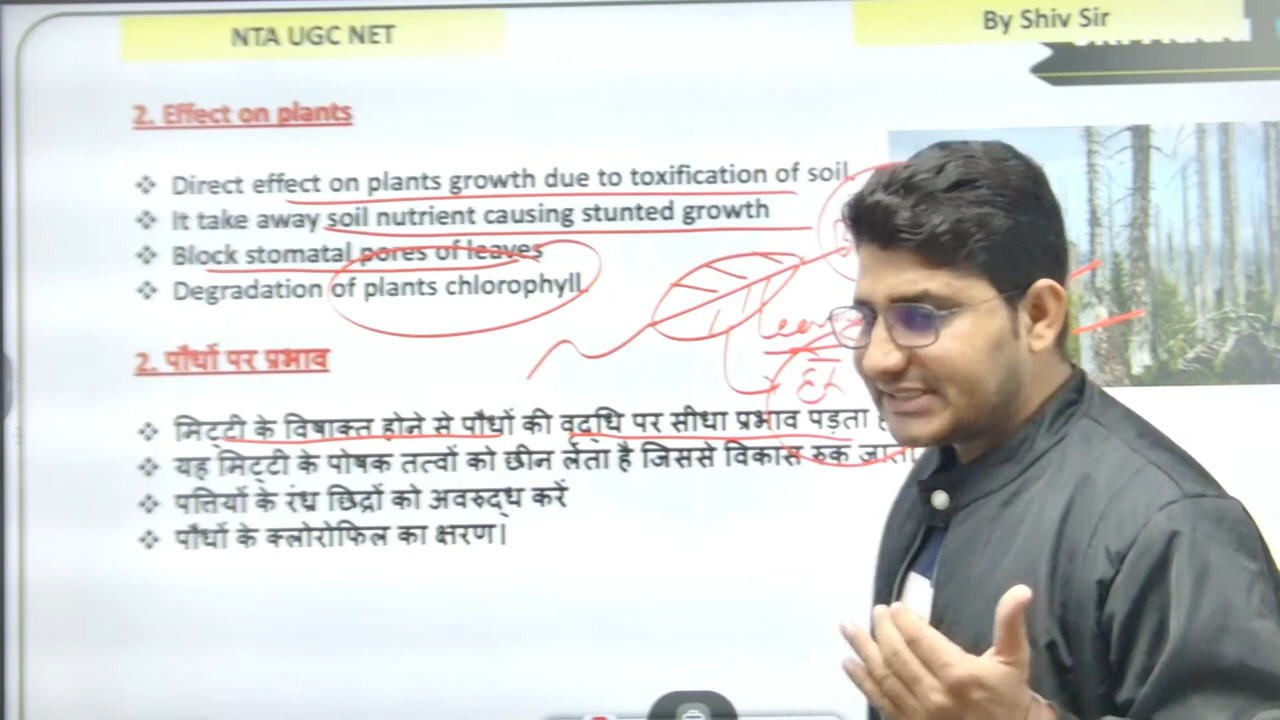 NTA UGC NET
By Shiv Sir
2. Effect on plants
❖ Direct effect on plants growth due to toxification of soil.
❖ It take away soil nutrient causing stunted growth
❖ Block stomatal pores of leaves
❖ Degradation of plants chlorophyll
2. पौधों पर प्रभाव
❖ मिट्टी के विषाक्त होने से पौधों की वृद्धि पर सीधा प्रभाव पड़ता
❖ यह मिट्टी के पोषक तत्वों को छीन लेता है जिससे विकास रुक जाता
❖ पत्तियों के रंध्र छिद्रों को अवरुद्ध करें
❖ पौधों के क्लोरोफिल का क्षरण।